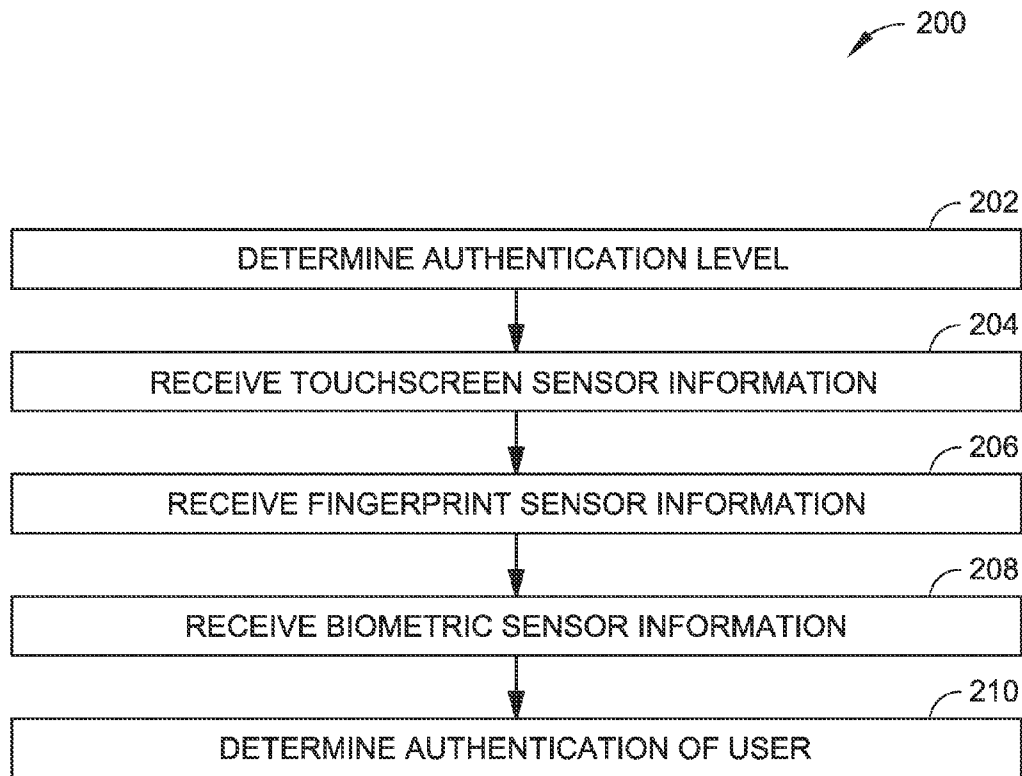 200
202
DETERMINE AUTHENTICATION LEVEL
204
RECEIVE TOUCHSCREEN SENSOR INFORMATION
206
RECEIVE FINGERPRINT SENSOR INFORMATION
208
RECEIVE BIOMETRIC SENSOR INFORMATION
210
DETERMINE AUTHENTICATION OF USER